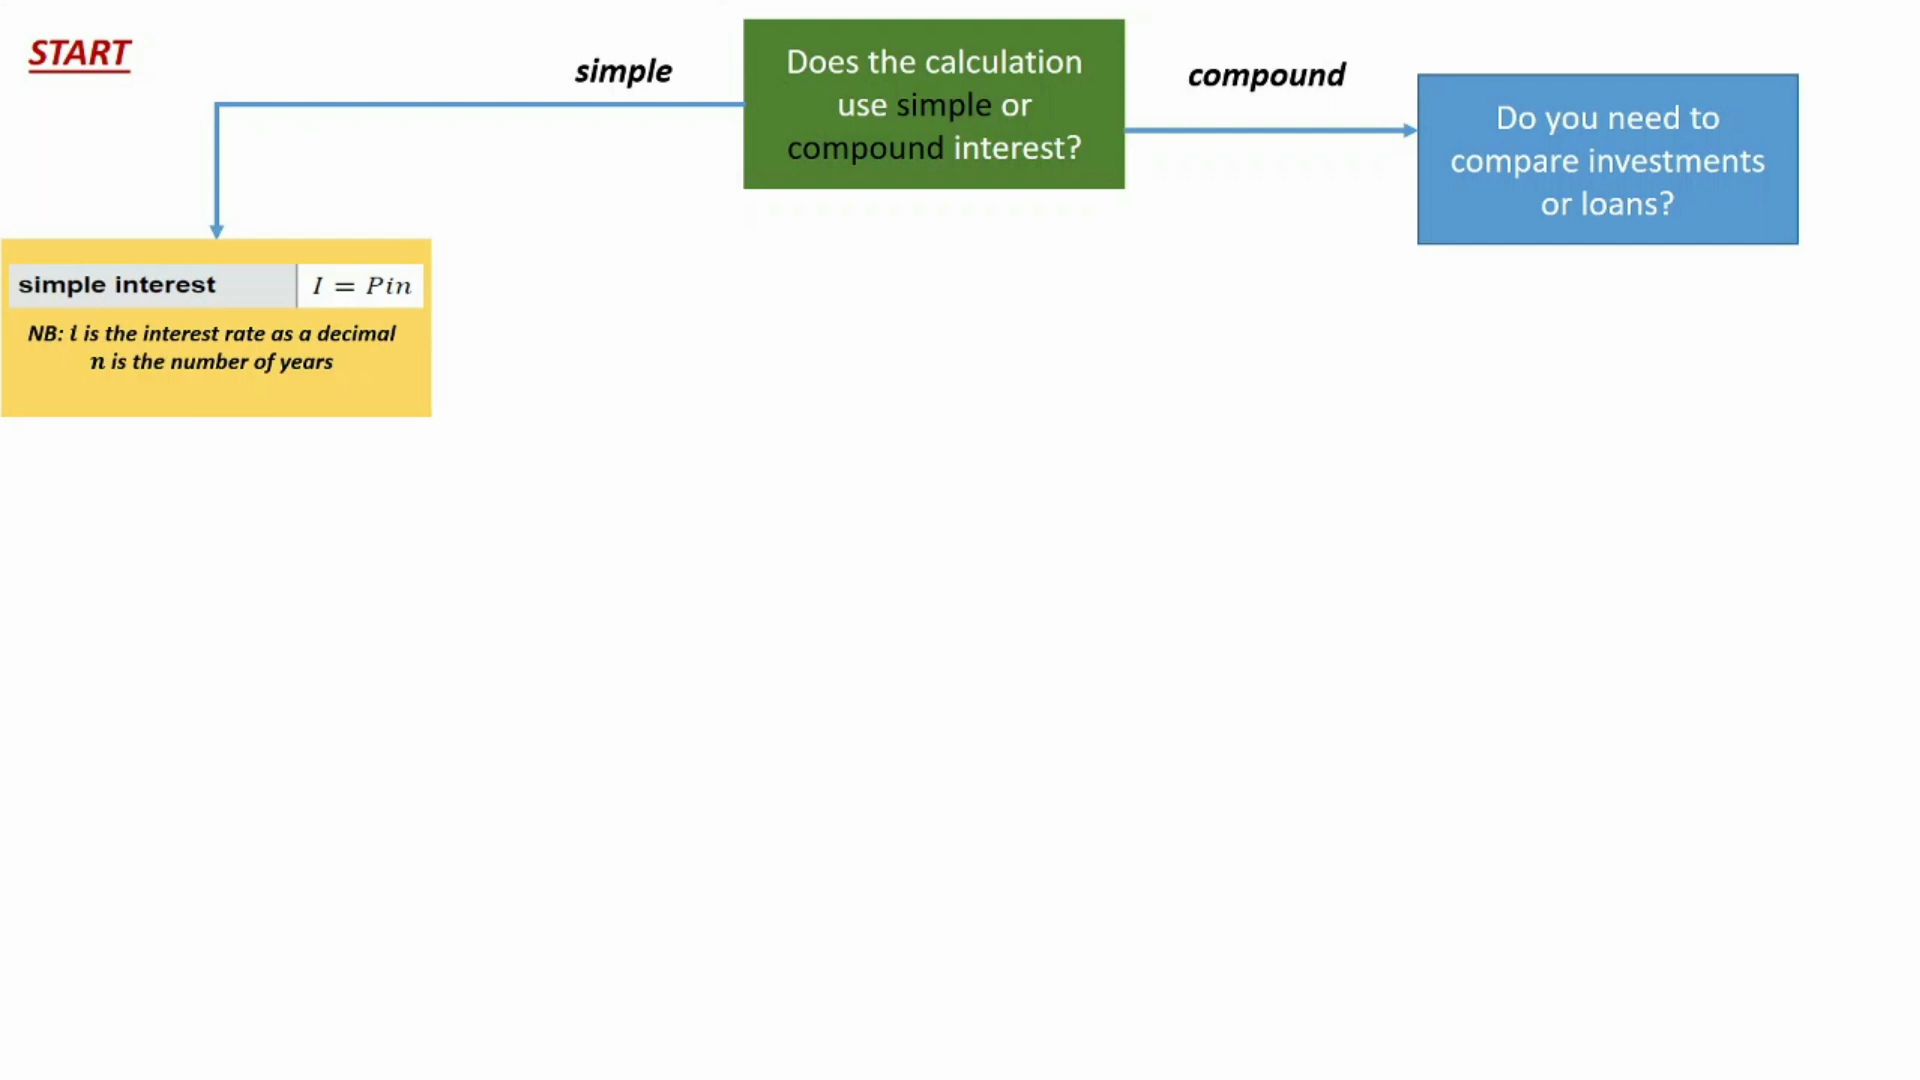 START
simple
Does the calculation
use simple or
compound interest?
compound
Do you need to
compare investments
or loans?
simple interest
I = Pin
NB: i is the interest rate as a decimal
n is the number of years